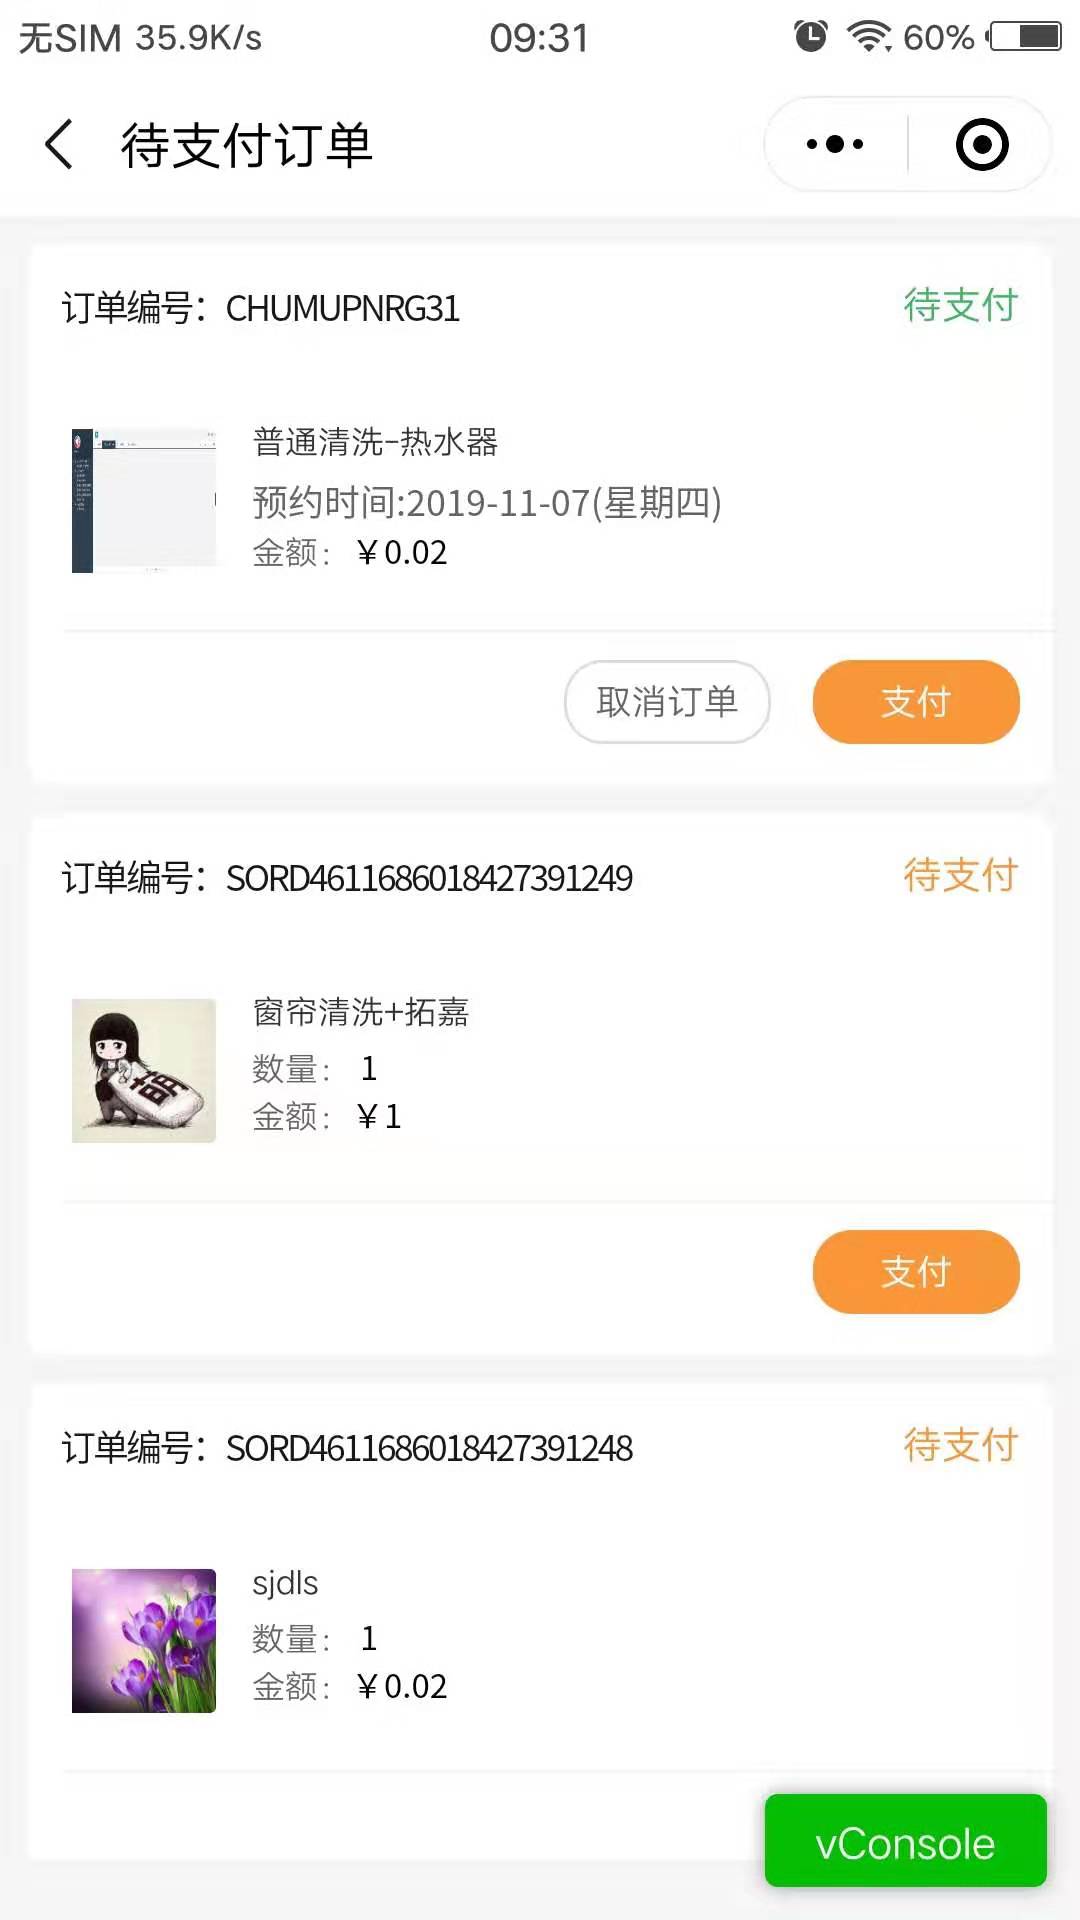 无SIM 35.9K/s 09:31 60%
待支付订单
订单编号：CHUMUPNRG31 待支付
普通清洗-热水器
预约时间:2019-11-07(星期四)
金额： ￥0.02
取消订单 支付
订单编号：SORD4611686018427391249 待支付
窗帘清洗+拓嘉
数量： 1
金额： ￥1
萌
支付
订单编号：SORD4611686018427391248 待支付
sjdls
数量： 1
金额： ￥0.02
vConsole